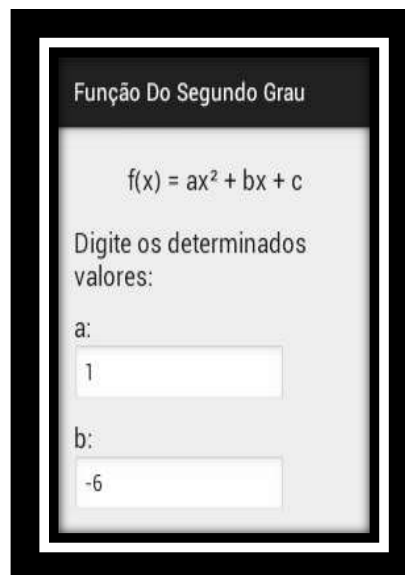 Função Do Segundo Grau
f(x) = ax² + bx + c
Digite os determinados
valores:
a:
1
b:
-6